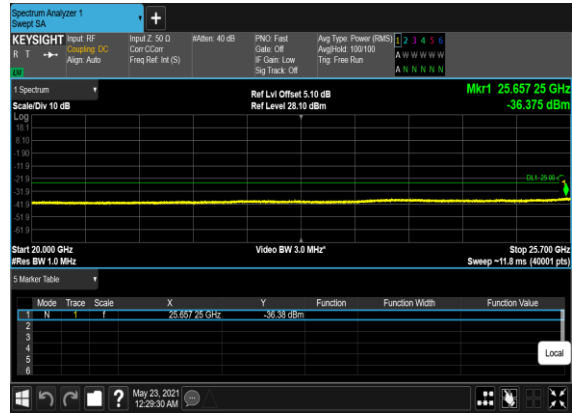 Spectrum Analyzer 1
Swept SA
+
KEYSIGHT Input: RF Input Z: 50 Ω #Atten: 40 dB PNO: Fast Avg Type: Power (RMS) 1 2 3 4 5 6
R T Coupling: DC Corr CCorr Gate: Off Avg|Hold: 100/100 A W W W W W
Align: Auto Freq Ref: Int (S) IF Gain: Low Trig: Free Run
LXI Sig Track: Off A N N N N N
1 Spectrum Ref Lvl Offset 5.10 dB Mkr1 25.657 25 GHz
Scale/Div 10 dB Ref Level 28.10 dBm -36.375 dBm
Log
18.1
8.10
-1.90
-11.9
-21.9 DL1 -25.00
-31.9
-41.9
-51.9
-61.9
Start 20.000 GHz Video BW 3.0 MHz* Stop 25.700 GHz
#Res BW 1.0 MHz Sweep ~11.8 ms (40001 pts)
5 Marker Table
Mode Trace Scale X Y Function Function Width Function Value
1 N 1 f 25.657 25 GHz -36.38 dBm
2
3
4
5
6
Local
? May 23, 2021
12:29:30 AM